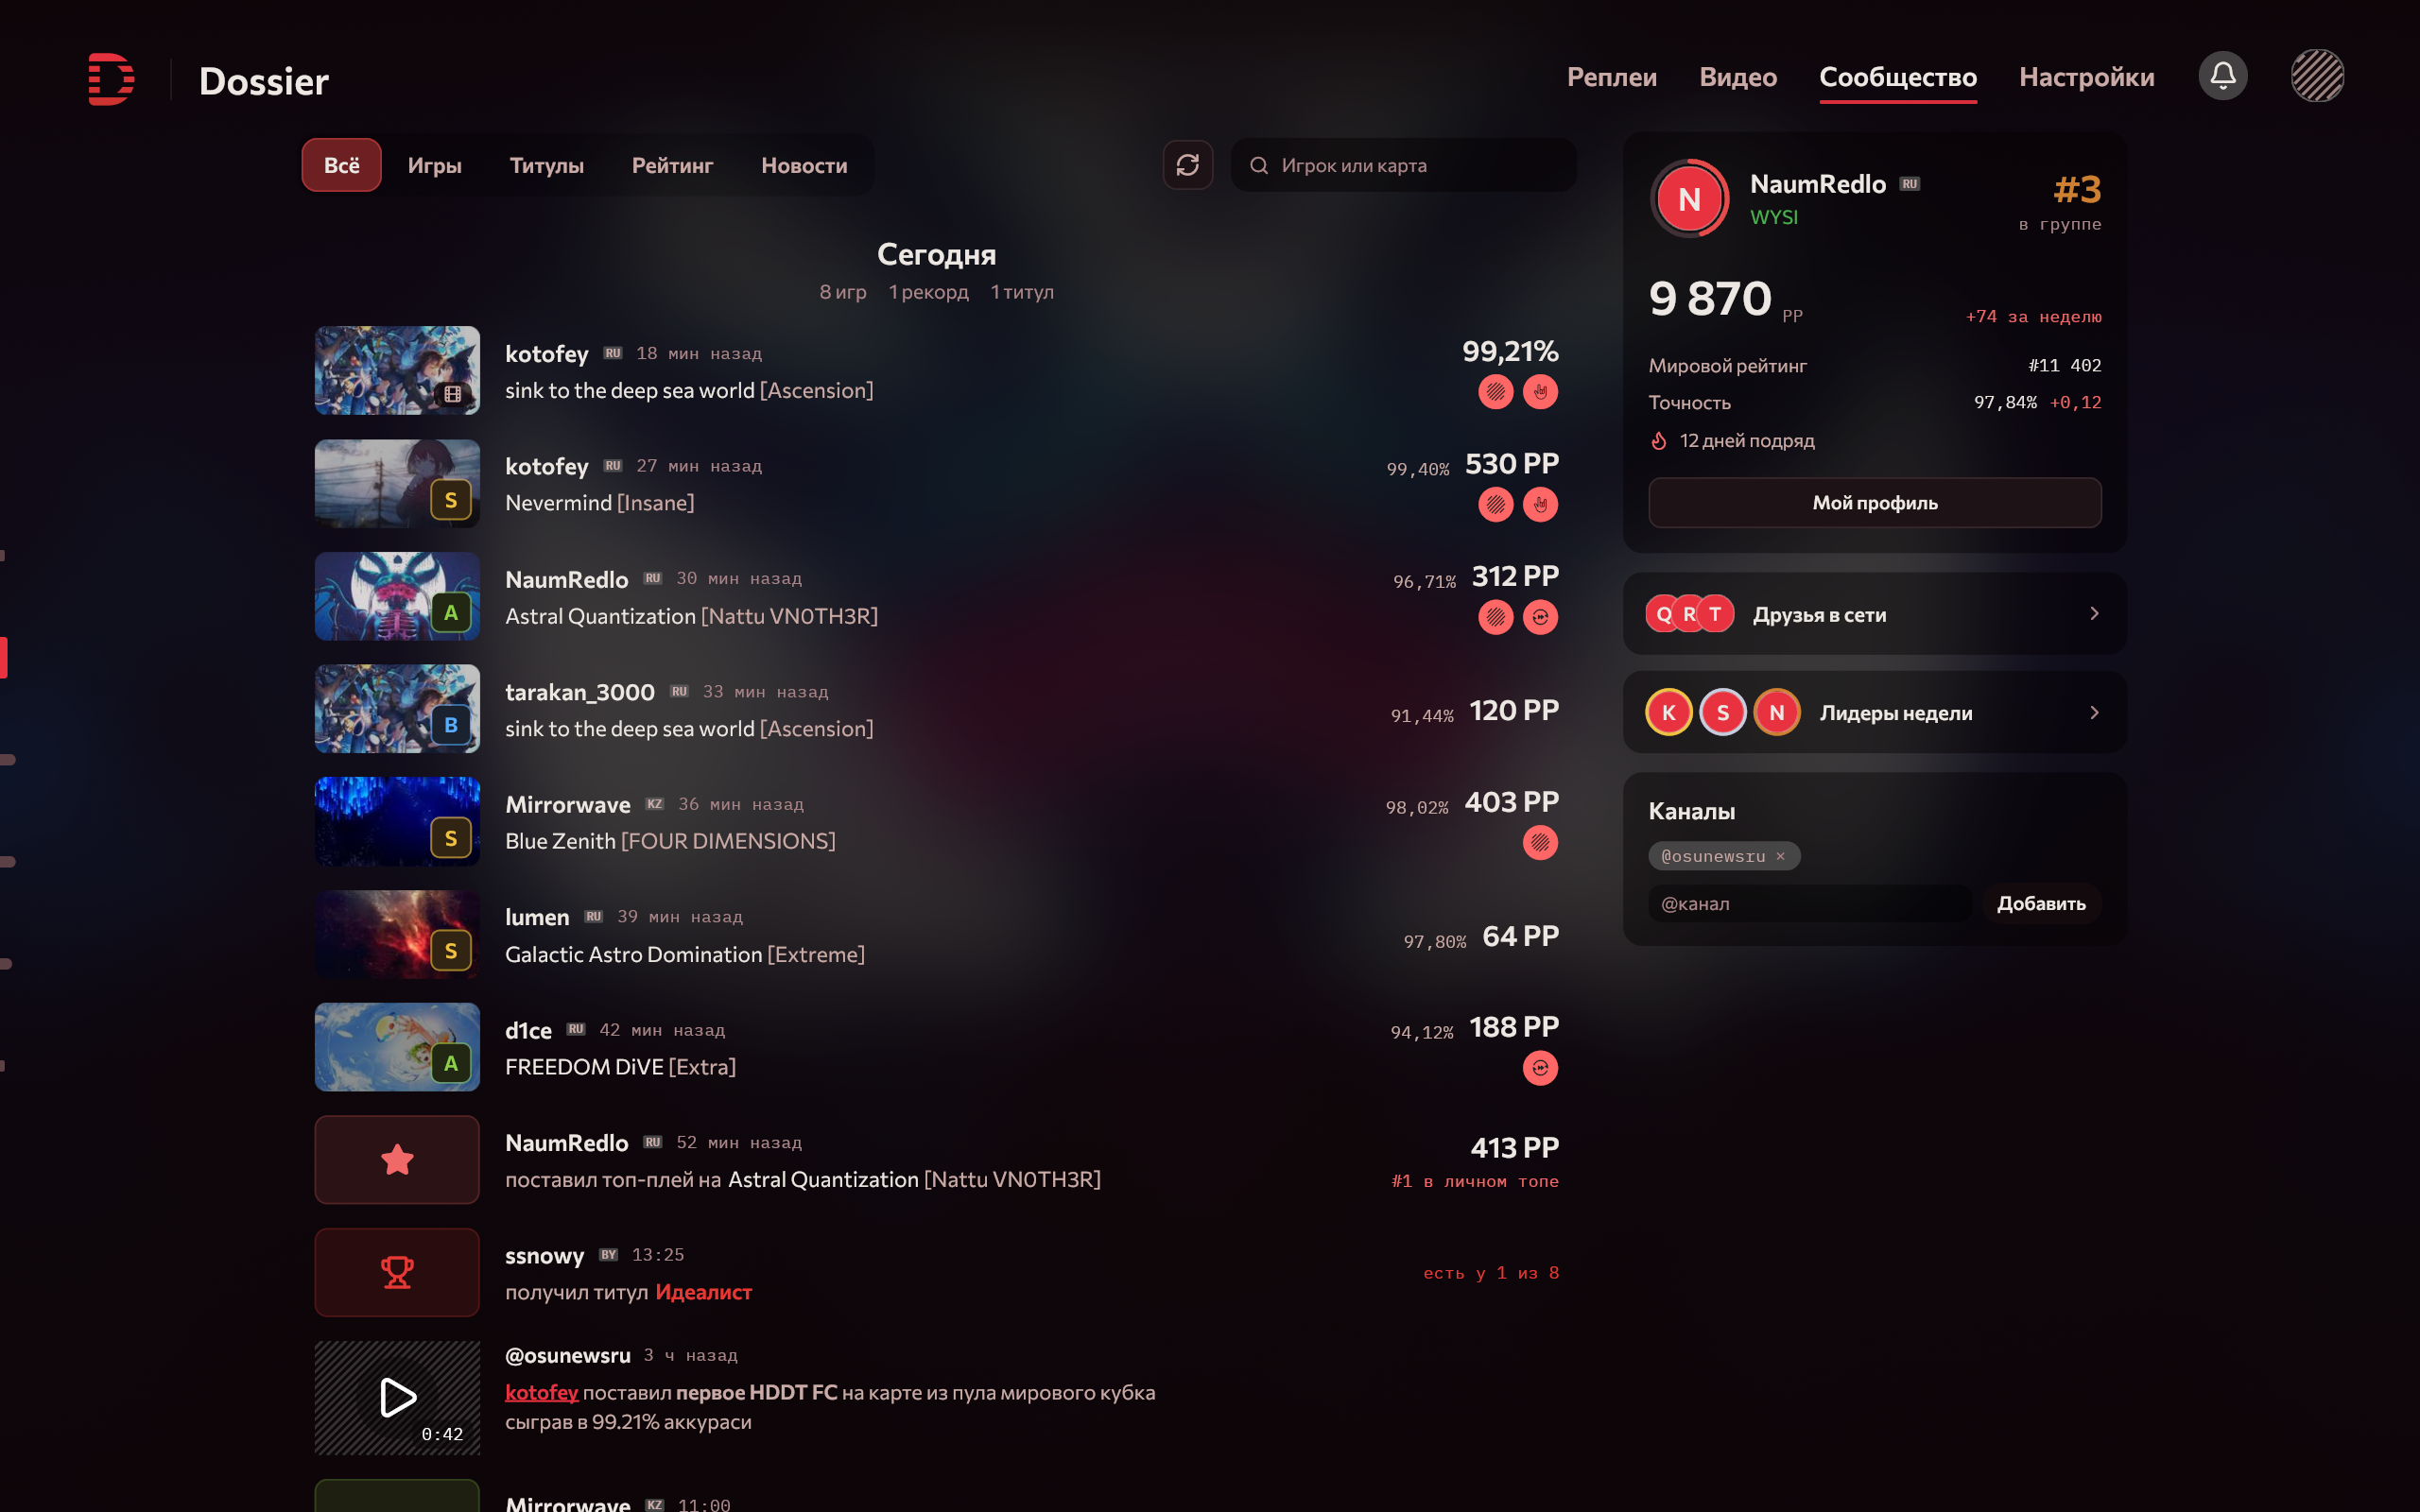 Dossier
Реплеи Видео Сообщество Настройки
Всё Игры Титулы Рейтинг Новости
Игрок или карта
Сегодня
8 игр 1 рекорд 1 титул
kotofey RU 18 мин назад
sink to the deep sea world [Ascension]
99,21%
kotofey RU 27 мин назад
Nevermind [Insane]
S
99,40% 530 PP
NaumRedlo RU 30 мин назад
Astral Quantization [Nattu VN0TH3R]
A
96,71% 312 PP
tarakan_3000 RU 33 мин назад
sink to the deep sea world [Ascension]
B
91,44% 120 PP
Mirrorwave KZ 36 мин назад
Blue Zenith [FOUR DIMENSIONS]
S
98,02% 403 PP
lumen RU 39 мин назад
Galactic Astro Domination [Extreme]
S
97,80% 64 PP
d1ce RU 42 мин назад
FREEDOM DiVE [Extra]
A
94,12% 188 PP
NaumRedlo RU 52 мин назад
поставил топ-плей на Astral Quantization [Nattu VN0TH3R]
413 PP
#1 в личном топе
ssnowy BY 13:25
получил титул Идеалист
есть у 1 из 8
@osunewsru 3 ч назад
kotofey поставил первое HDDT FC на карте из пула мирового кубка
сыграв в 99.21% аккураси
0:42
Mirrorwave KZ 11:00
N
NaumRedlo RU
WYSI
#3
в группе
9 870 PP
+74 за неделю
Мировой рейтинг #11 402
Точность 97,84% +0,12
12 дней подряд
Мой профиль
Q R T Друзья в сети
K S N Лидеры недели
Каналы
@osunewsru ×
@канал Добавить